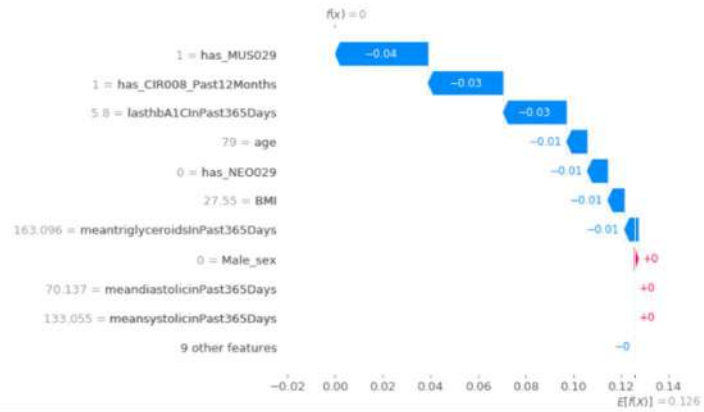 f(x) = 0
1 = has_MUS029
−0.04
1 = has_CIR008_Past12Months
−0.03
5.8 = lasthbA1CInPast365Days
−0.03
79 = age
−0.01
0 = has_NEO029
−0.01
27.55 = BMI
−0.01
163.096 = meantriglyceroidsInPast365Days
−0.01
0 = Male_sex
+0
70.137 = meandiastolicinPast365Days
+0
133.055 = meansystolicinPast365Days
+0
9 other features
−0
−0.02 0.00 0.02 0.04 0.06 0.08 0.10 0.12 0.14
E[f(X)] = 0.126